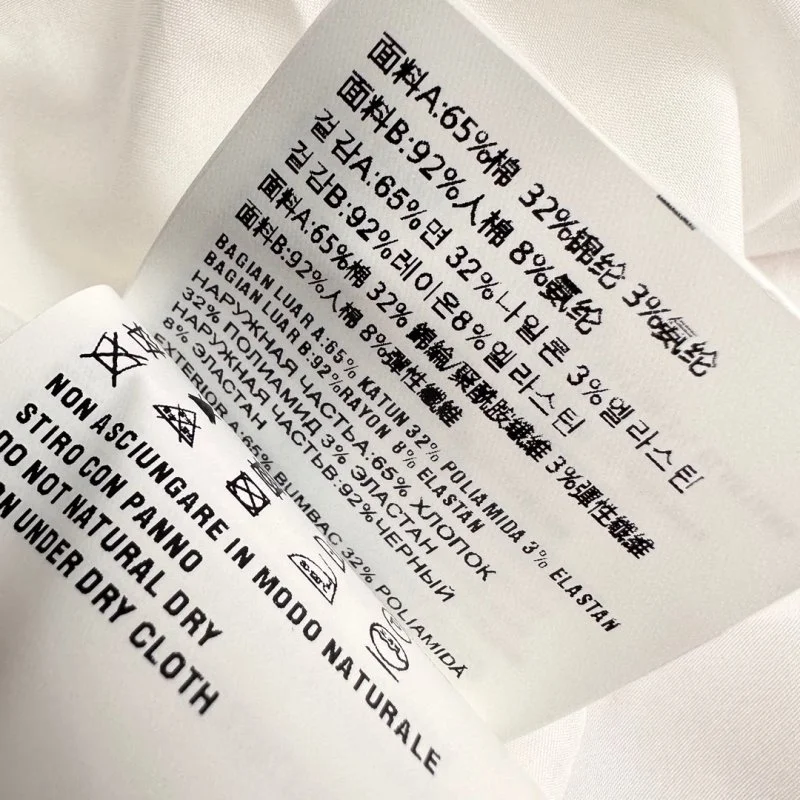 面料A:65%棉 32%锦纶 3%氨纶
面料B:92%人棉 8%氨纶
겉 감A:65%면 32%나일론 3%엘라스틴
겉 감B:92%레이온8%엘라스틴
面料A:65%棉 32% 錦綸/聚酰胺纖維 3%彈性纖維
面料B:92%人棉 8%彈性纖維
BAGIAN LUAR A:65% KATUN 32% POLIAMIDA 3% ELASTAN
BAGIAN LUAR B:92%RAYON 8% ELASTAN
НАРУЖНАЯ ЧАСТЬA:65% ХЛОПОК
32% ПОЛИАМИД 3% ЭЛАСТАН
НАРУЖНАЯ ЧАСТЬB:92%ЧЕРНЫЙ
8% ЭЛАСТАН
EXTERIOR A:65% BUMBAC 32% POLIAMIDĂ
NON ASCIUNGARE IN MODO NATURALE
STIRO CON PANNO
DO NOT NATURAL DRY
UNDER DRY CLOTH